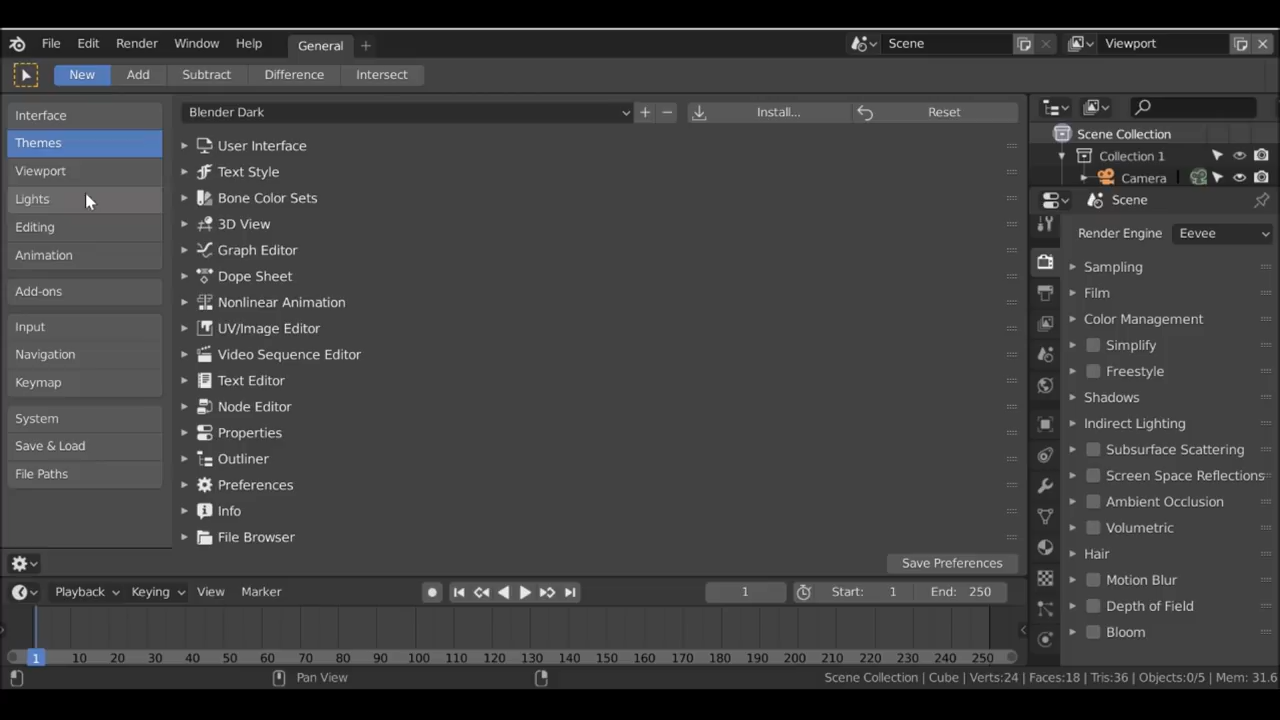 File Edit Render Window Help General + Scene Viewport
New Add Subtract Difference Intersect
Interface
Themes
Viewport
Lights
Editing
Animation
Add-ons
Input
Navigation
Keymap
System
Save & Load
File Paths
Blender Dark Install... Reset
User Interface
Text Style
Bone Color Sets
3D View
Graph Editor
Dope Sheet
Nonlinear Animation
UV/Image Editor
Video Sequence Editor
Text Editor
Node Editor
Properties
Outliner
Preferences
Info
File Browser
Save Preferences
Scene Collection
Collection 1
Camera
Scene
Render Engine Eevee
Sampling
Film
Color Management
Simplify
Freestyle
Shadows
Indirect Lighting
Subsurface Scattering
Screen Space Reflections
Ambient Occlusion
Volumetric
Hair
Motion Blur
Depth of Field
Bloom
Playback Keying View Marker 1 Start: 1 End: 250
1 10 20 30 40 50 60 70 80 90 100 110 120 130 140 150 160 170 180 190 200 210 220 230 240 250
Pan View Scene Collection | Cube | Verts:24 | Faces:18 | Tris:36 | Objects:0/5 | Mem: 31.6